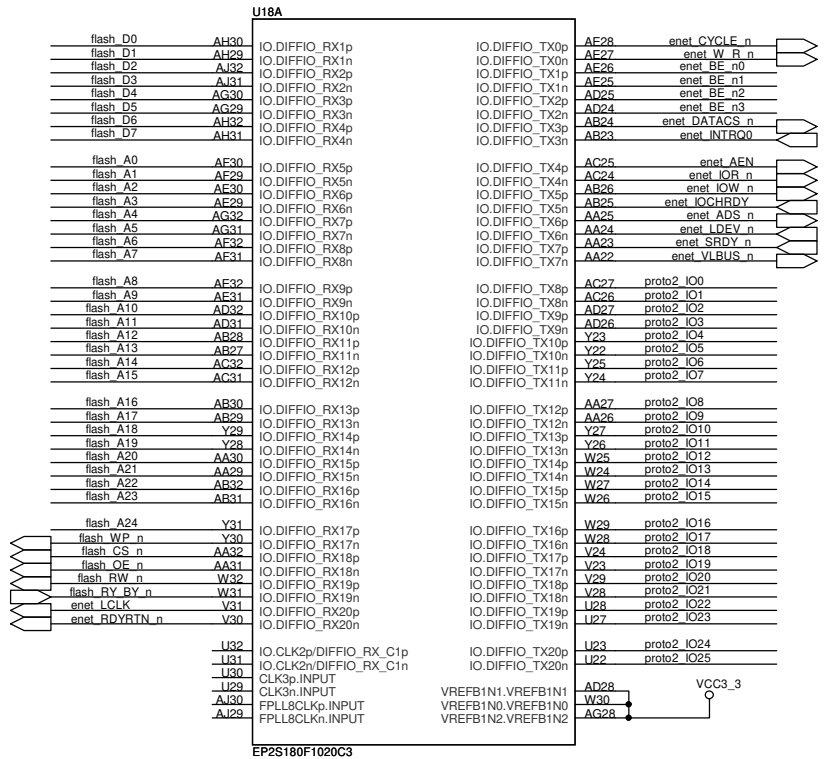 U18A
flash_D0 AH30 IO.DIFFIO_RX1p IO.DIFFIO_TX0p AE28 enet_CYCLE_n
flash_D1 AH29 IO.DIFFIO_RX1n IO.DIFFIO_TX0n AE27 enet_W_R_n
flash_D2 AJ32 IO.DIFFIO_RX2p IO.DIFFIO_TX1p AE26 enet_BE_n0
flash_D3 AJ31 IO.DIFFIO_RX2n IO.DIFFIO_TX1n AE25 enet_BE_n1
flash_D4 AG30 IO.DIFFIO_RX3p IO.DIFFIO_TX2p AD25 enet_BE_n2
flash_D5 AG29 IO.DIFFIO_RX3n IO.DIFFIO_TX2n AD24 enet_BE_n3
flash_D6 AH32 IO.DIFFIO_RX4p IO.DIFFIO_TX3p AB24 enet_DATACS_n
flash_D7 AH31 IO.DIFFIO_RX4n IO.DIFFIO_TX3n AB23 enet_INTRQ0
flash_A0 AF30 IO.DIFFIO_RX5p IO.DIFFIO_TX4p AC25 enet_AEN
flash_A1 AF29 IO.DIFFIO_RX5n IO.DIFFIO_TX4n AC24 enet_IOR_n
flash_A2 AE30 IO.DIFFIO_RX6p IO.DIFFIO_TX5p AB26 enet_IOW_n
flash_A3 AE29 IO.DIFFIO_RX6n IO.DIFFIO_TX5n AB25 enet_IOCHRDY
flash_A4 AG32 IO.DIFFIO_RX7p IO.DIFFIO_TX6p AA25 enet_ADS_n
flash_A5 AG31 IO.DIFFIO_RX7n IO.DIFFIO_TX6n AA24 enet_LDEV_n
flash_A6 AF32 IO.DIFFIO_RX8p IO.DIFFIO_TX7p AA23 enet_SRDY_n
flash_A7 AF31 IO.DIFFIO_RX8n IO.DIFFIO_TX7n AA22 enet_VLBUS_n
flash_A8 AE32 IO.DIFFIO_RX9p IO.DIFFIO_TX8p AC27 proto2_IO0
flash_A9 AE31 IO.DIFFIO_RX9n IO.DIFFIO_TX8n AC26 proto2_IO1
flash_A10 AD32 IO.DIFFIO_RX10p IO.DIFFIO_TX9p AD27 proto2_IO2
flash_A11 AD31 IO.DIFFIO_RX10n IO.DIFFIO_TX9n AD26 proto2_IO3
flash_A12 AB28 IO.DIFFIO_RX11p IO.DIFFIO_TX10p Y23 proto2_IO4
flash_A13 AB27 IO.DIFFIO_RX11n IO.DIFFIO_TX10n Y22 proto2_IO5
flash_A14 AC32 IO.DIFFIO_RX12p IO.DIFFIO_TX11p Y25 proto2_IO6
flash_A15 AC31 IO.DIFFIO_RX12n IO.DIFFIO_TX11n Y24 proto2_IO7
flash_A16 AB30 IO.DIFFIO_RX13p IO.DIFFIO_TX12p AA27 proto2_IO8
flash_A17 AB29 IO.DIFFIO_RX13n IO.DIFFIO_TX12n AA26 proto2_IO9
flash_A18 Y29 IO.DIFFIO_RX14p IO.DIFFIO_TX13p Y27 proto2_IO10
flash_A19 Y28 IO.DIFFIO_RX14n IO.DIFFIO_TX13n Y26 proto2_IO11
flash_A20 AA30 IO.DIFFIO_RX15p IO.DIFFIO_TX14p W25 proto2_IO12
flash_A21 AA29 IO.DIFFIO_RX15n IO.DIFFIO_TX14n W24 proto2_IO13
flash_A22 AB32 IO.DIFFIO_RX16p IO.DIFFIO_TX15p W27 proto2_IO14
flash_A23 AB31 IO.DIFFIO_RX16n IO.DIFFIO_TX15n W26 proto2_IO15
flash_A24 Y31 IO.DIFFIO_RX17p IO.DIFFIO_TX16p W29 proto2_IO16
flash_WP_n Y30 IO.DIFFIO_RX17n IO.DIFFIO_TX16n W28 proto2_IO17
flash_CS_n AA32 IO.DIFFIO_RX18p IO.DIFFIO_TX17p V24 proto2_IO18
flash_OE_n AA31 IO.DIFFIO_RX18n IO.DIFFIO_TX17n V23 proto2_IO19
flash_RW_n W32 IO.DIFFIO_RX19p IO.DIFFIO_TX18p V29 proto2_IO20
flash_RY_BY_n W31 IO.DIFFIO_RX19n IO.DIFFIO_TX18n V28 proto2_IO21
enet_LCLK V31 IO.DIFFIO_RX20p IO.DIFFIO_TX19p U28 proto2_IO22
enet_RDYRTN_n V30 IO.DIFFIO_RX20n IO.DIFFIO_TX19n U27 proto2_IO23
U32 IO.CLK2p/DIFFIO_RX_C1p IO.DIFFIO_TX20p U23 proto2_IO24
U31 IO.CLK2n/DIFFIO_RX_C1n IO.DIFFIO_TX20n U22 proto2_IO25
U30 CLK3p.INPUT
U29 CLK3n.INPUT VREFB1N1.VREFB1N1 AD28 VCC3_3
AJ30 FPLL8CLKp.INPUT VREFB1N0.VREFB1N0 W30
AJ29 FPLL8CLKn.INPUT VREFB1N2.VREFB1N2 AG28
EP2S180F1020C3